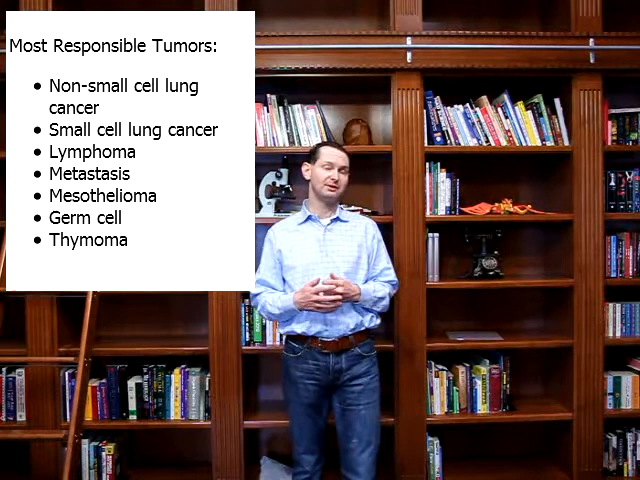 Most Responsible Tumors:
• Non-small cell lung
cancer
• Small cell lung cancer
• Lymphoma
• Metastasis
• Mesothelioma
• Germ cell
• Thymoma